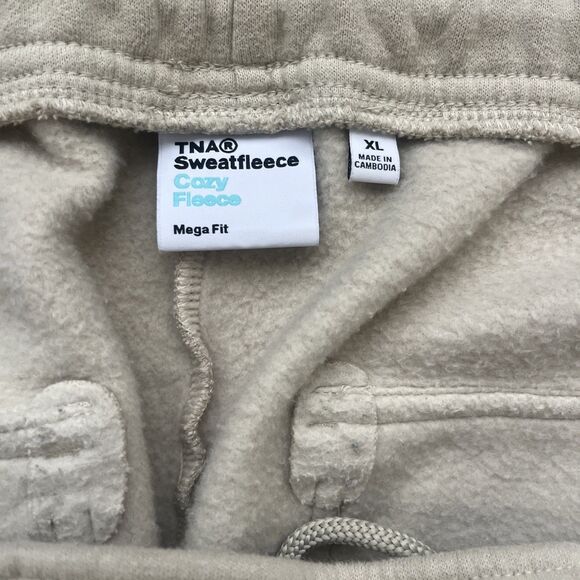 TNA®
Sweatfleece
Cozy
Fleece
Mega Fit
XL
MADE IN
CAMBODIA